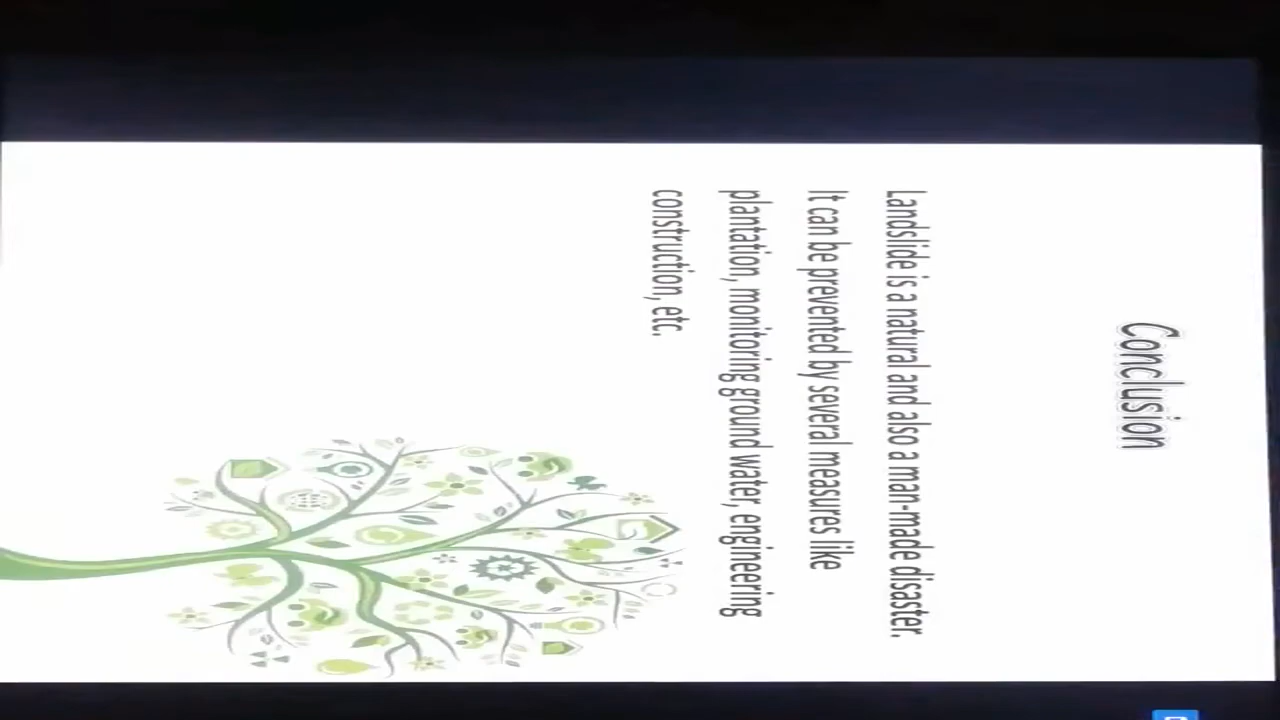 Conclusion
Landslide is a natural and also a man-made disaster.
It can be prevented by several measures like
plantation, monitoring ground water, engineering
construction, etc.